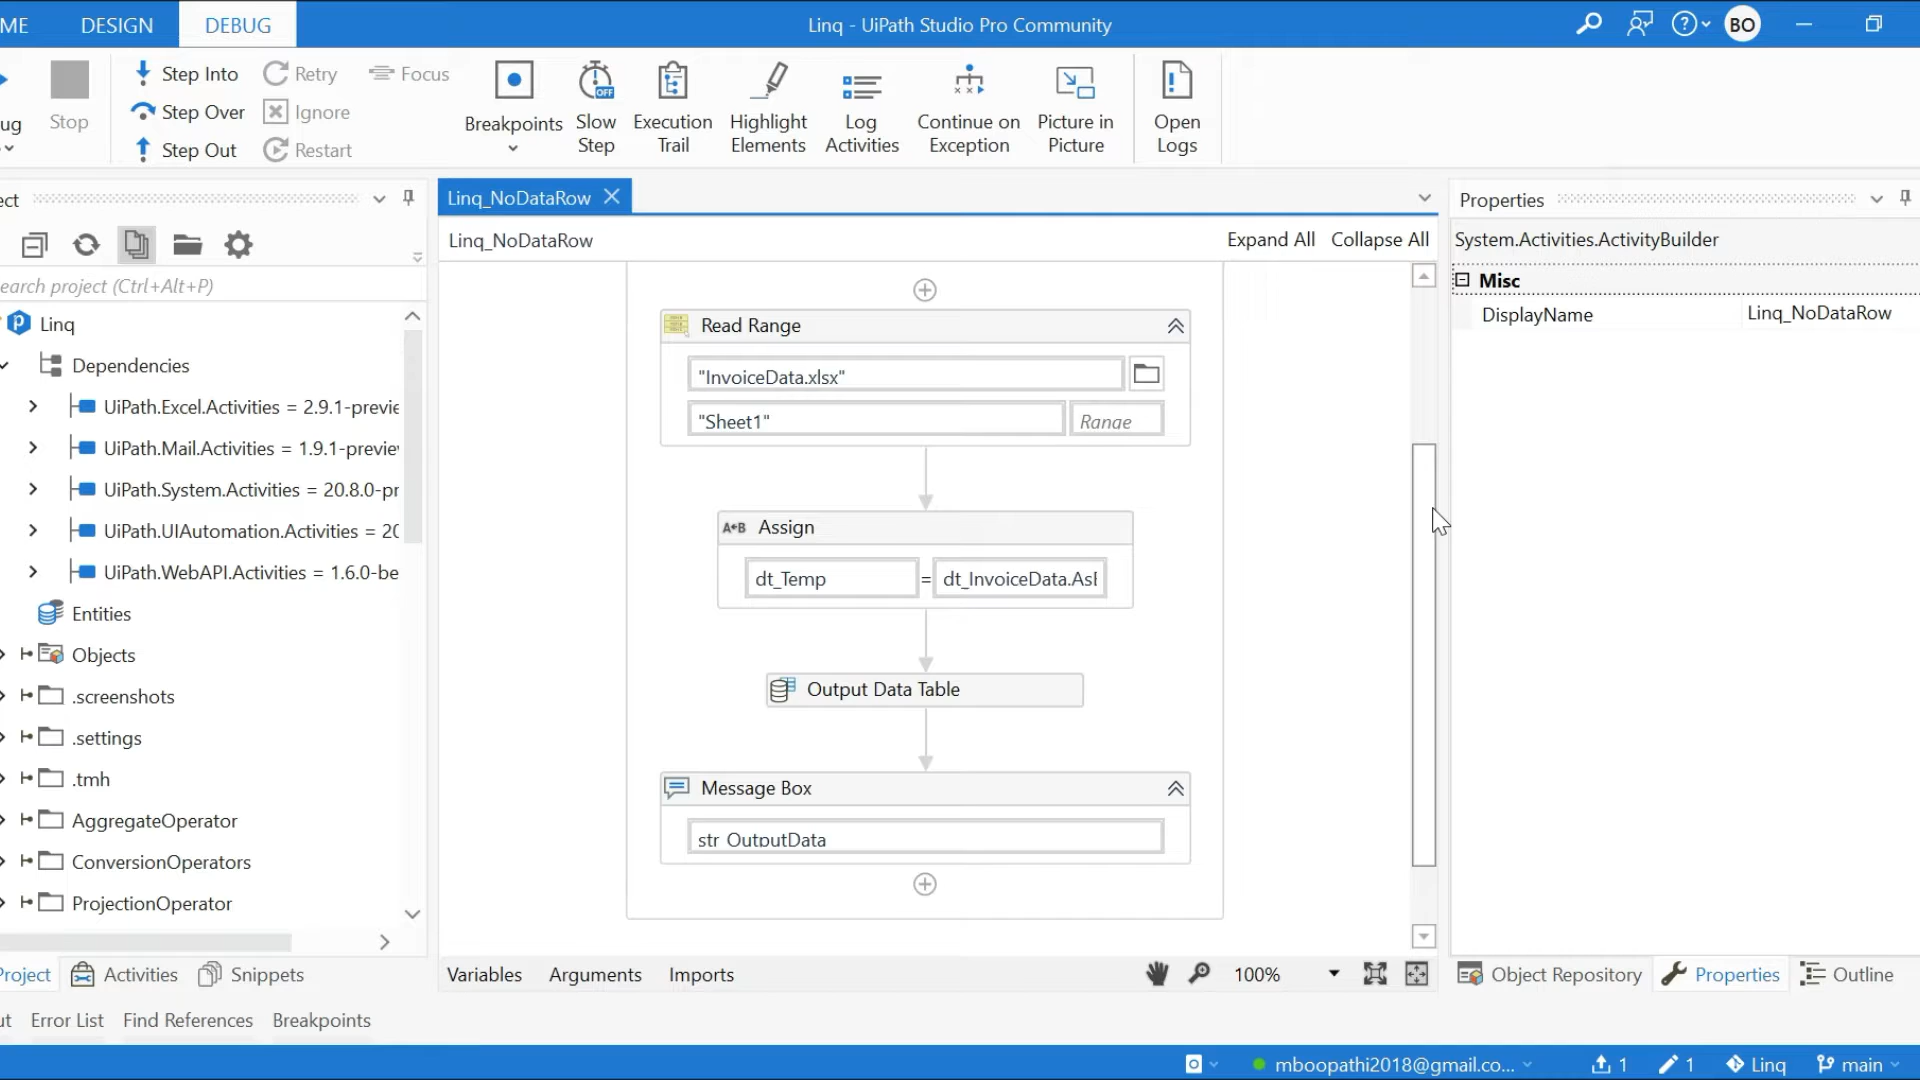 ME DESIGN DEBUG Linq - UiPath Studio Pro Community BO
ug Stop Step Into Step Over Step Out Retry Ignore Restart Focus
Breakpoints Slow Step Execution Trail Highlight Elements Log Activities Continue on Exception Picture in Picture Open Logs
OFF
ect
earch project (Ctrl+Alt+P)
Linq
Dependencies
UiPath.Excel.Activities = 2.9.1-previe
UiPath.Mail.Activities = 1.9.1-previe
UiPath.System.Activities = 20.8.0-pr
UiPath.UIAutomation.Activities = 20
UiPath.WebAPI.Activities = 1.6.0-be
Entities
Objects
.screenshots
.settings
.tmh
AggregateOperator
ConversionOperators
ProjectionOperator
Project Activities Snippets
Linq_NoDataRow
Linq_NoDataRow Expand All Collapse All
Read Range
"InvoiceData.xlsx"
"Sheet1" Range
A+B Assign
dt_Temp = dt_InvoiceData.AsE
Output Data Table
Message Box
str_OutputData
Variables Arguments Imports 100%
Properties
System.Activities.ActivityBuilder
Misc
DisplayName Linq_NoDataRow
Object Repository Properties Outline
ut Error List Find References Breakpoints
mboopathi2018@gmail.co... 1 1 Linq main